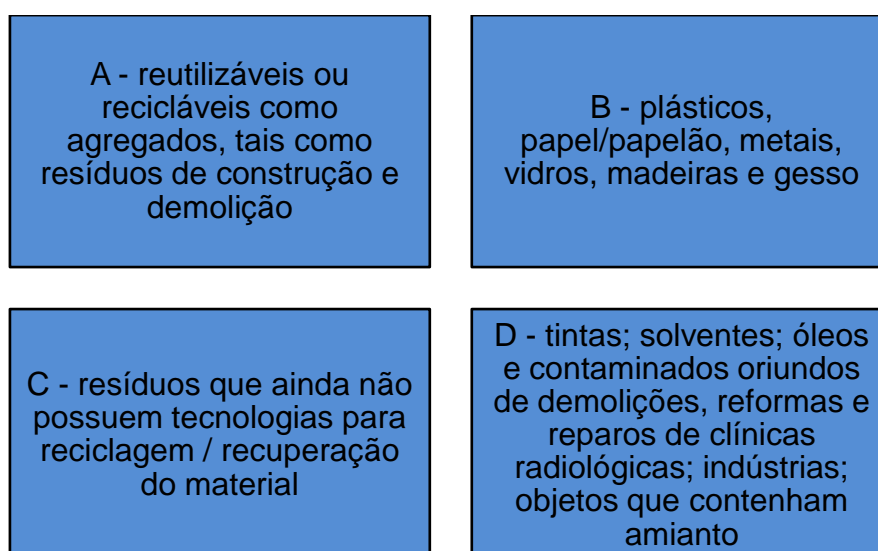 A - reutilizáveis ou
recicláveis como
agregados, tais como
resíduos de construção e
demolição
B - plásticos,
papel/papelão, metais,
vidros, madeiras e gesso
C - resíduos que ainda não
possuem tecnologias para
reciclagem / recuperação
do material
D - tintas; solventes; óleos
e contaminados oriundos
de demolições, reformas e
reparos de clínicas
radiológicas; indústrias;
objetos que contenham
amianto